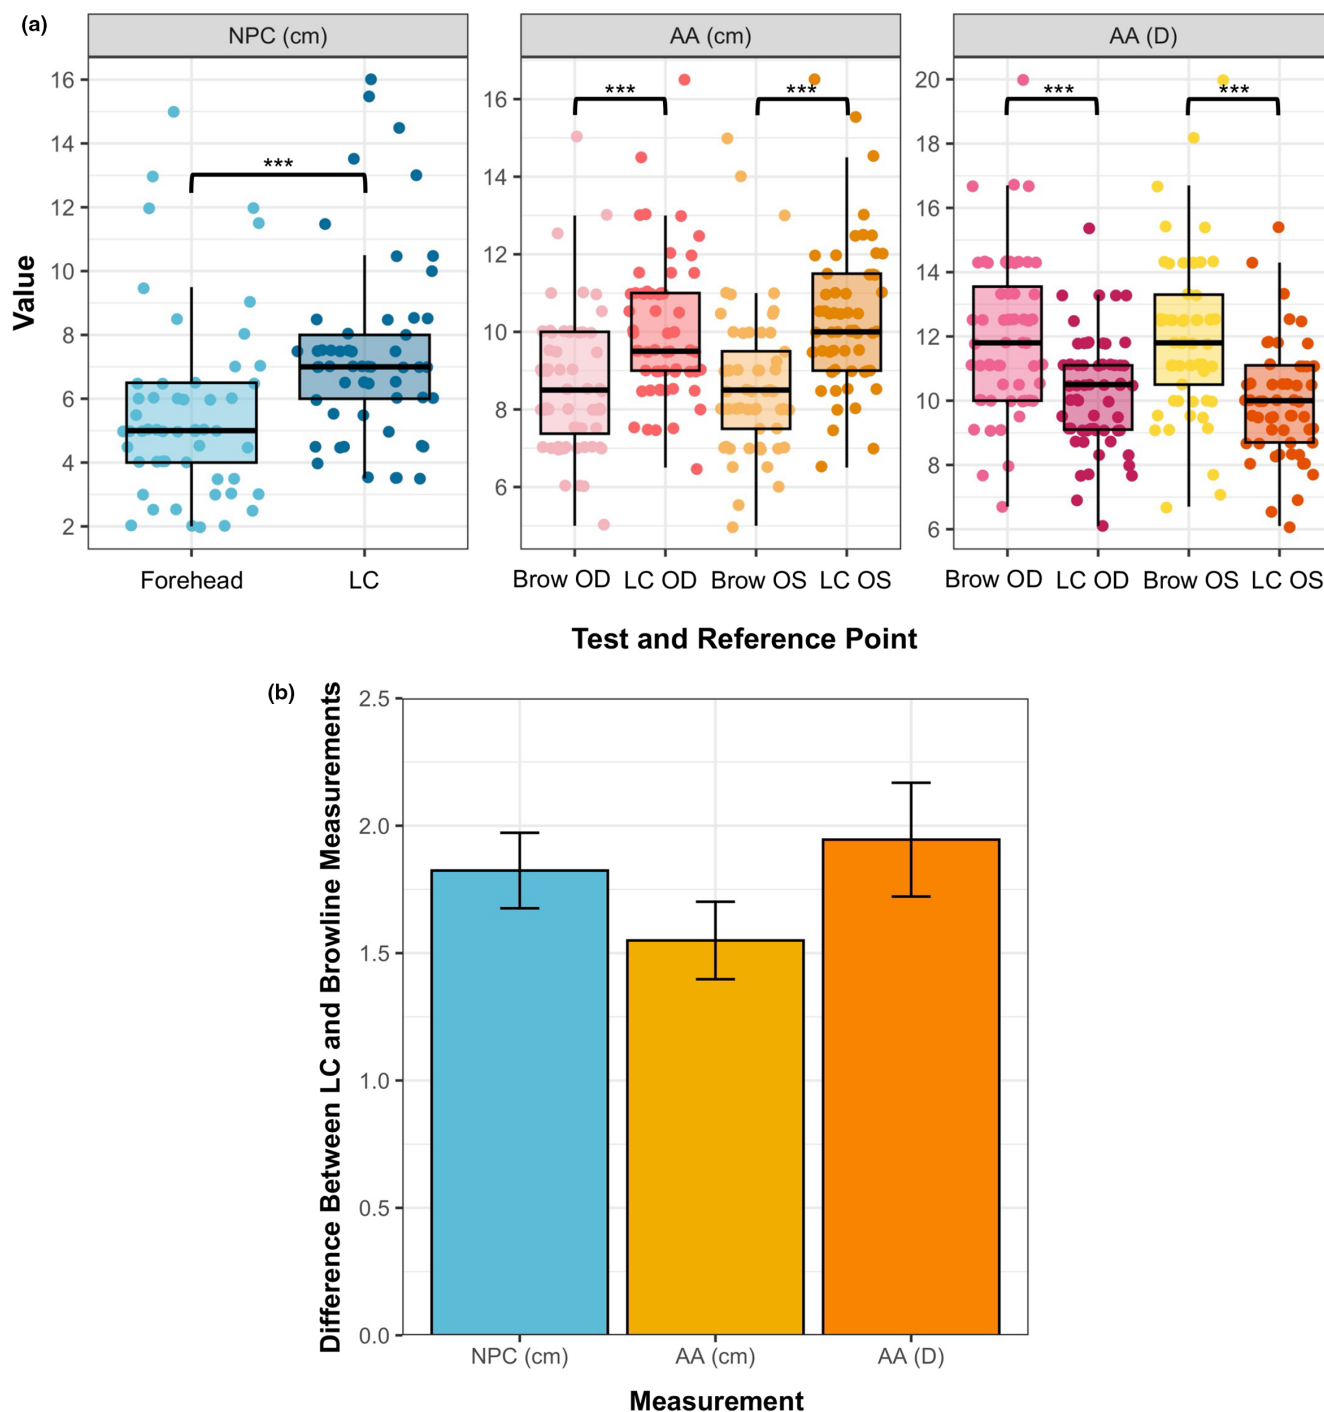 (a)
NPC (cm)
AA (cm)
AA (D)
Value
16
14
12
10
8
6
4
2
***
Forehead
LC
16
14
12
10
8
6
***
***
Brow OD
LC OD
Brow OS
LC OS
20
18
16
14
12
10
8
6
***
***
Brow OD
LC OD
Brow OS
LC OS
Test and Reference Point
(b)
Difference Between LC and Browline Measurements
2.5
2.0
1.5
1.0
0.5
0.0
NPC (cm)
AA (cm)
AA (D)
Measurement